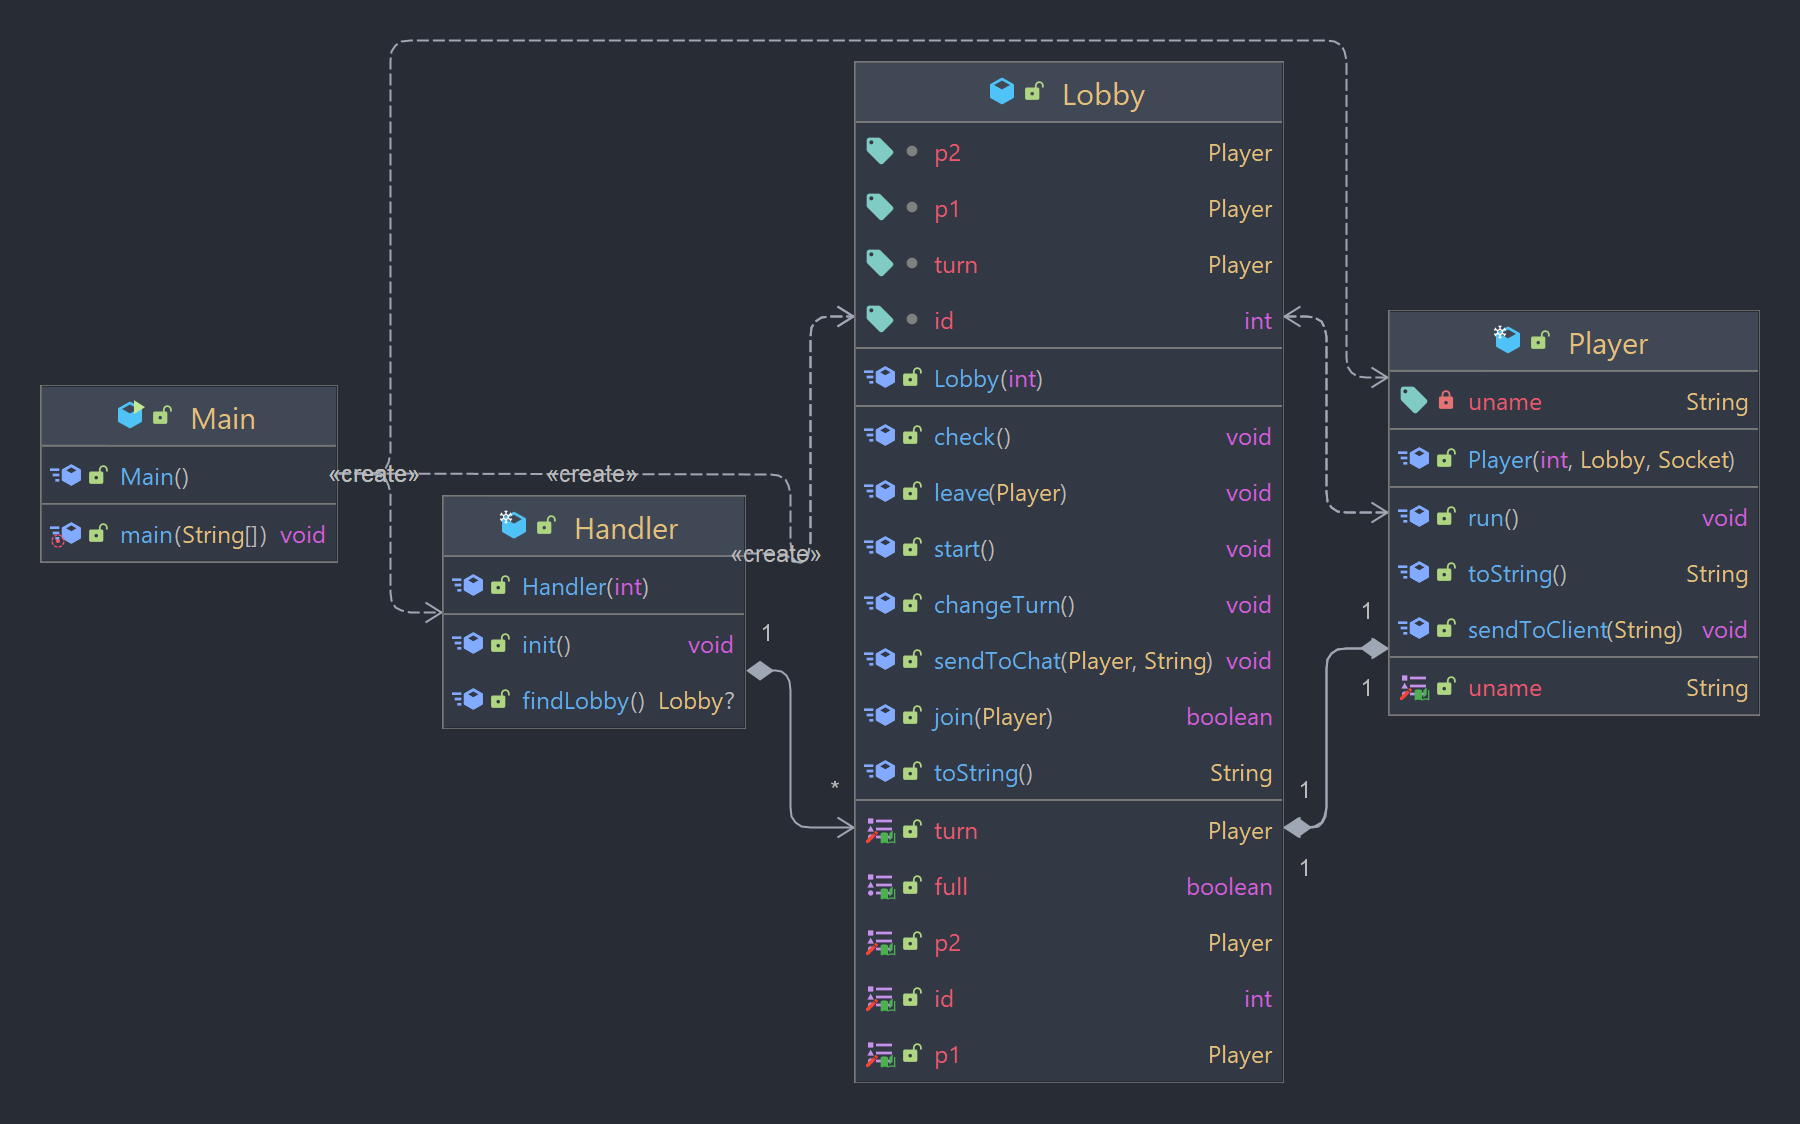 Lobby
p2 Player
p1 Player
turn Player
id int
Lobby(int)
check() void
leave(Player) void
start() void
changeTurn() void
sendToChat(Player, String) void
join(Player) boolean
toString() String
turn Player
full boolean
p2 Player
id int
p1 Player
Main
Main()
main(String[]) void
«create»
«create»
«create»
Handler
Handler(int)
init() void
findLobby() Lobby?
1
*
Player
uname String
Player(int, Lobby, Socket)
run() void
toString() String
sendToClient(String) void
uname String
1
1
1
1